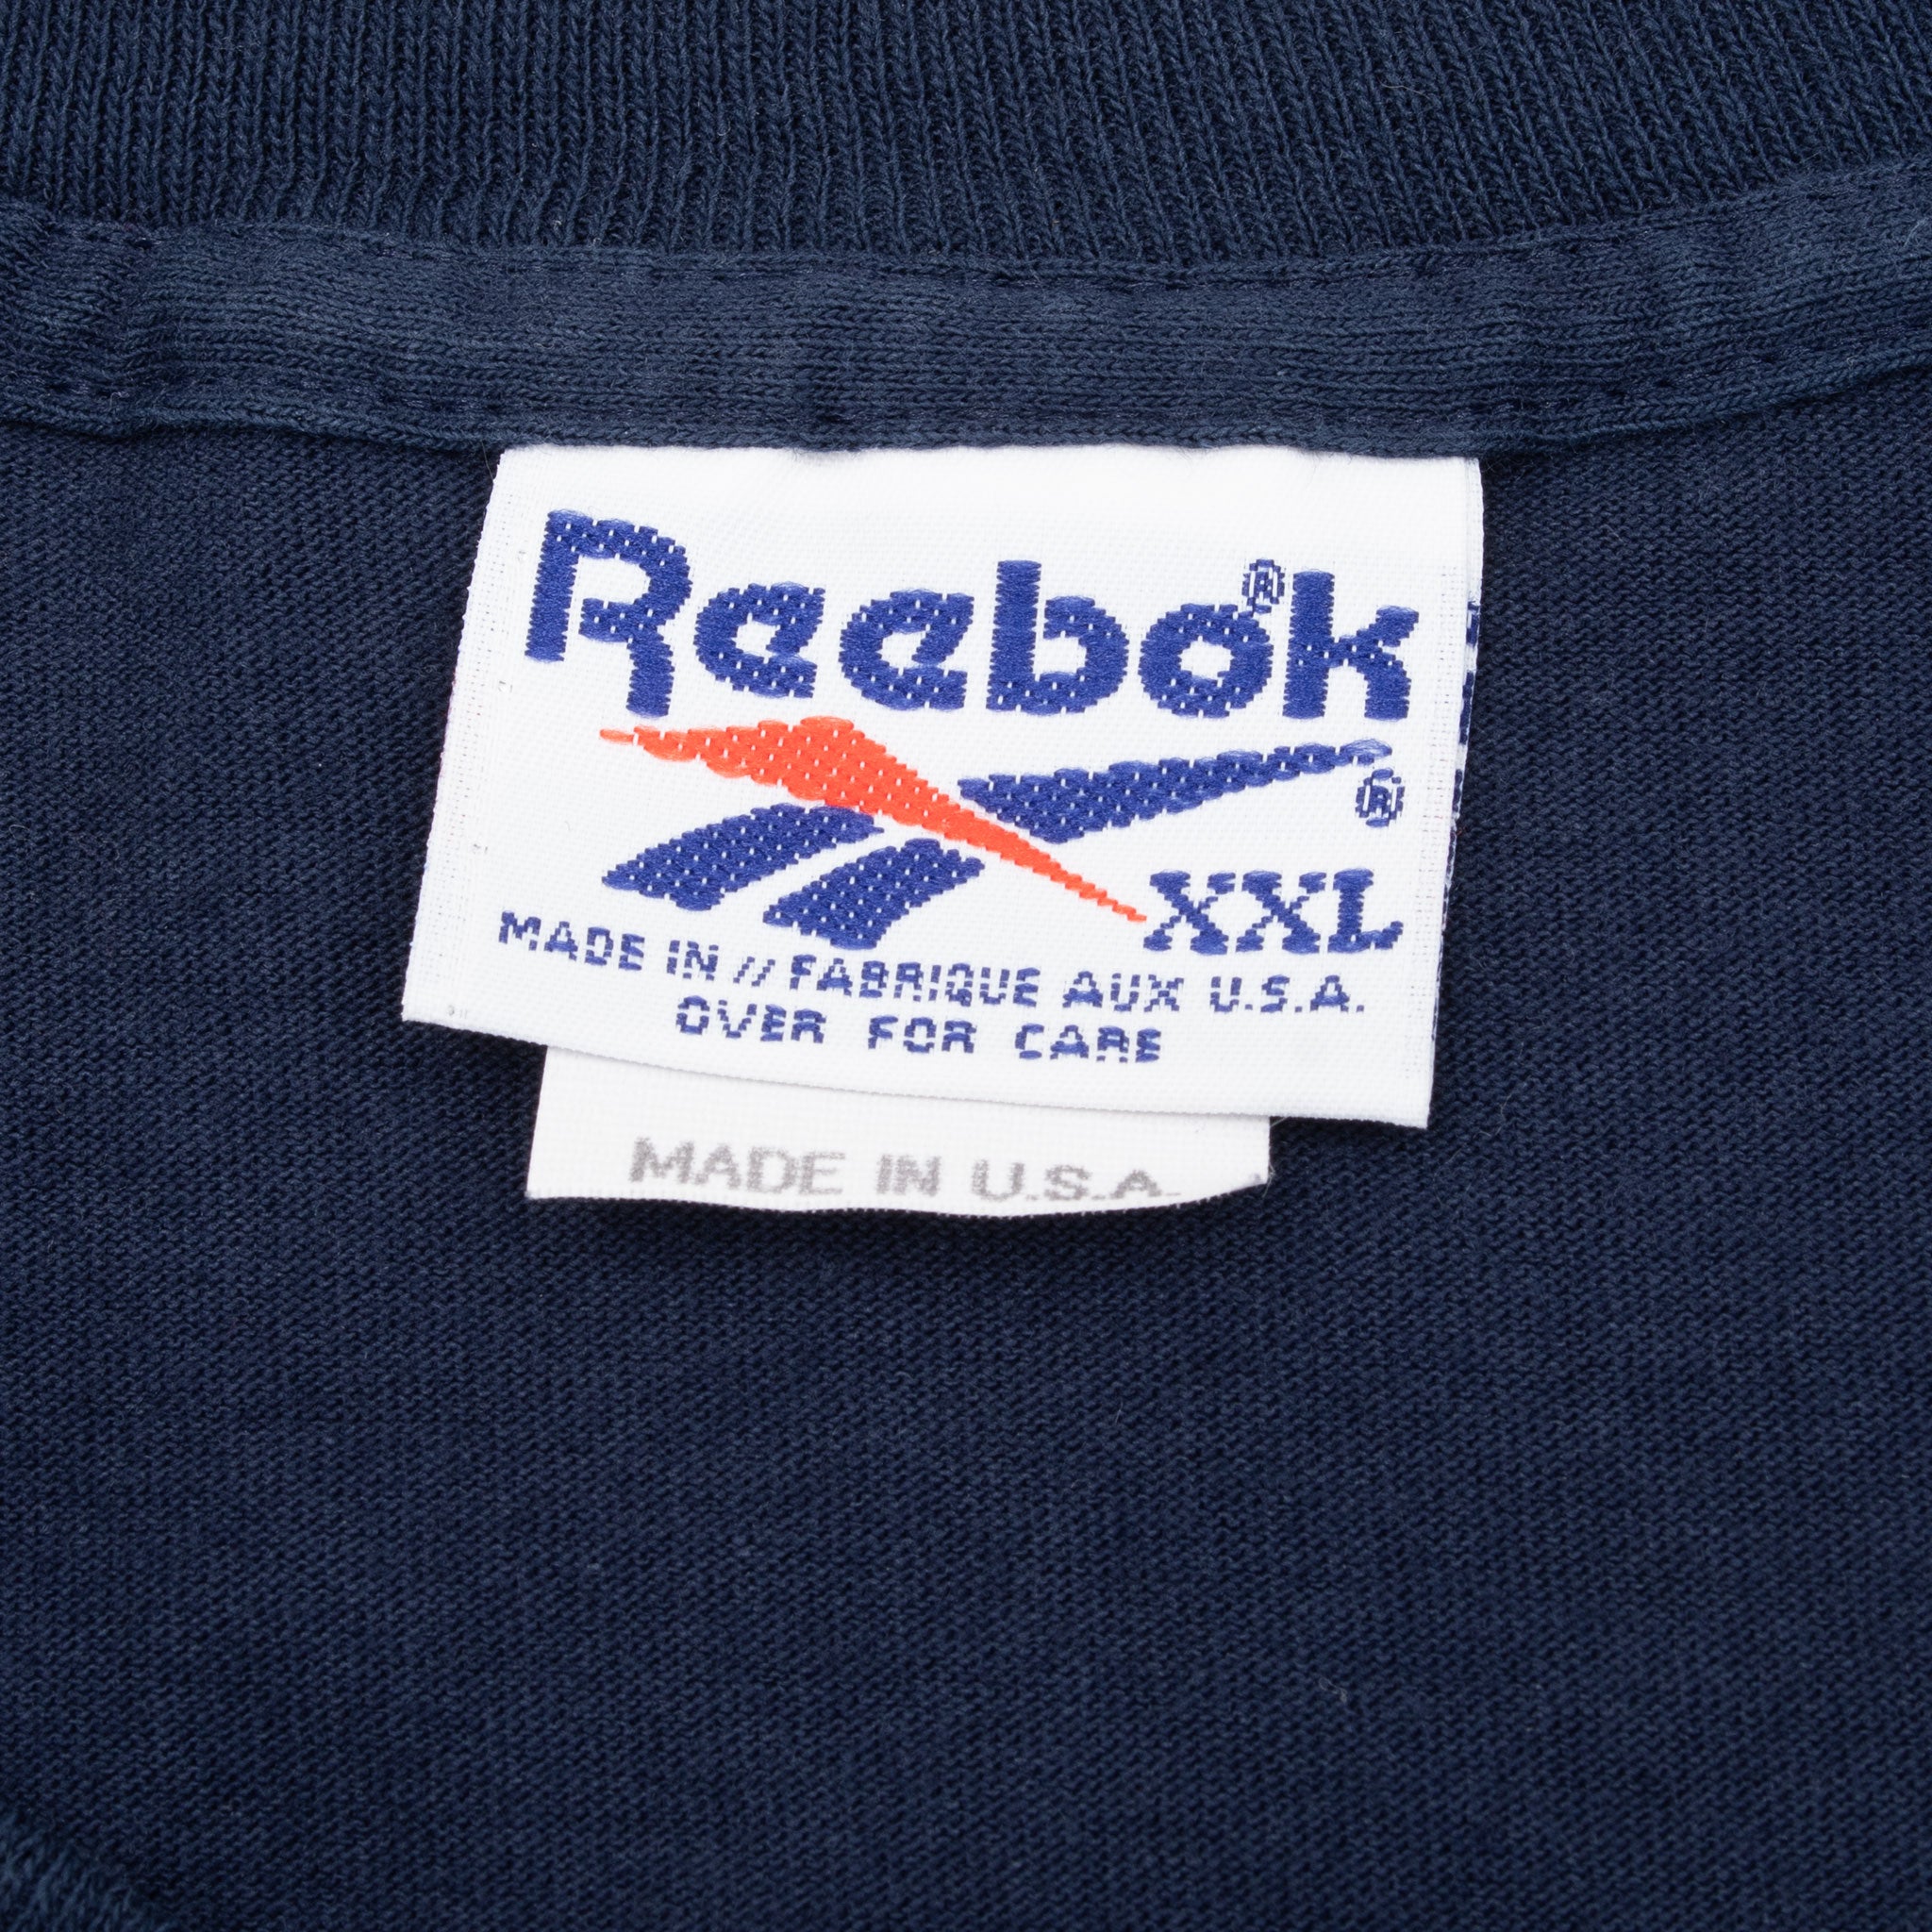 Reebok®
®
XXL
MADE IN // FABRIQUE AUX U.S.A.
OVER FOR CARE
MADE IN U.S.A.